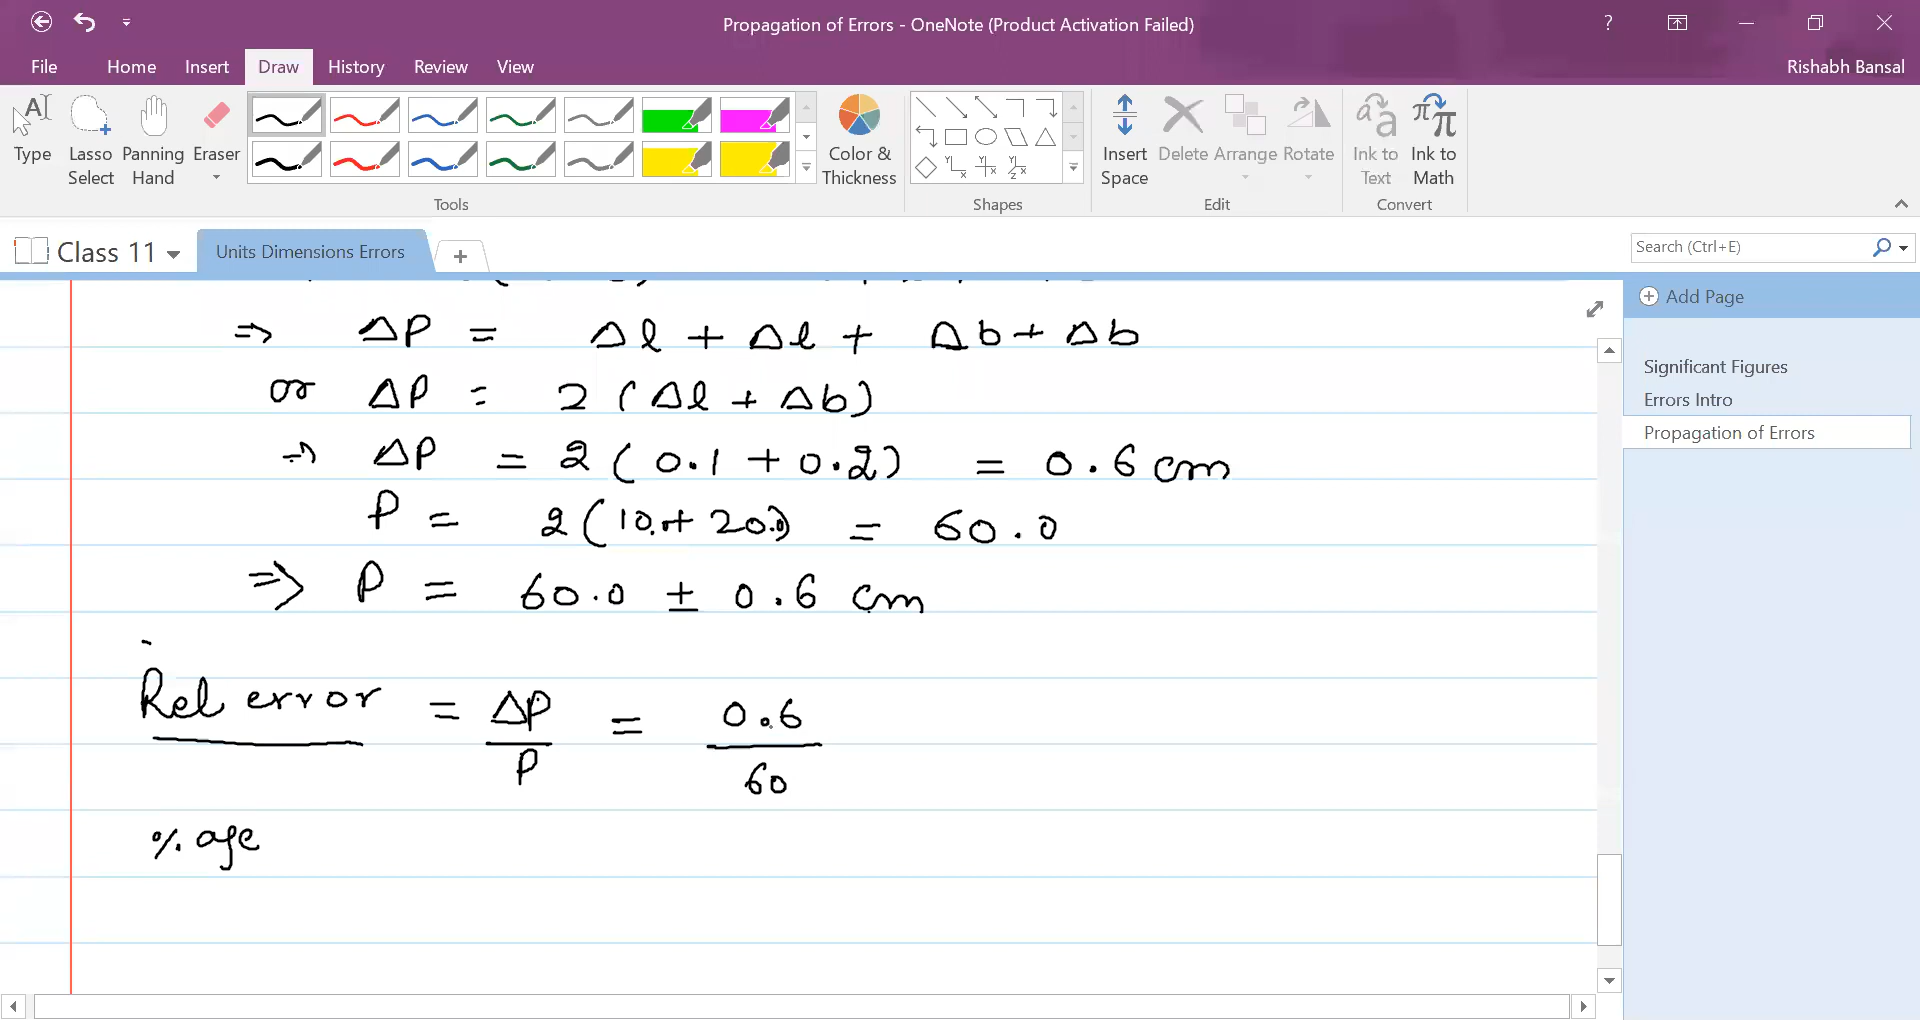 Propagation of Errors - OneNote (Product Activation Failed)
?
File Home Insert Draw History Review View
Rishabh Bansal
Type
Lasso Select
Panning Hand
Eraser
Color & Thickness
Insert Space
Delete
Arrange
Rotate
Ink to Text
Ink to Math
Tools
Shapes
Edit
Convert
Class 11
Units Dimensions Errors
Search (Ctrl+E)
Add Page
Significant Figures
Errors Intro
Propagation of Errors
⇒ ΔP = Δl + Δl + Δb + Δb
or ΔP = 2 (Δl + Δb)
⇒ ΔP = 2 (0.1 + 0.2) = 0.6 cm
P = 2 (10.0 + 20.0) = 60.0
⇒ P = 60.0 ± 0.6 cm
Rel error = ΔP/P = 0.6/60
% age